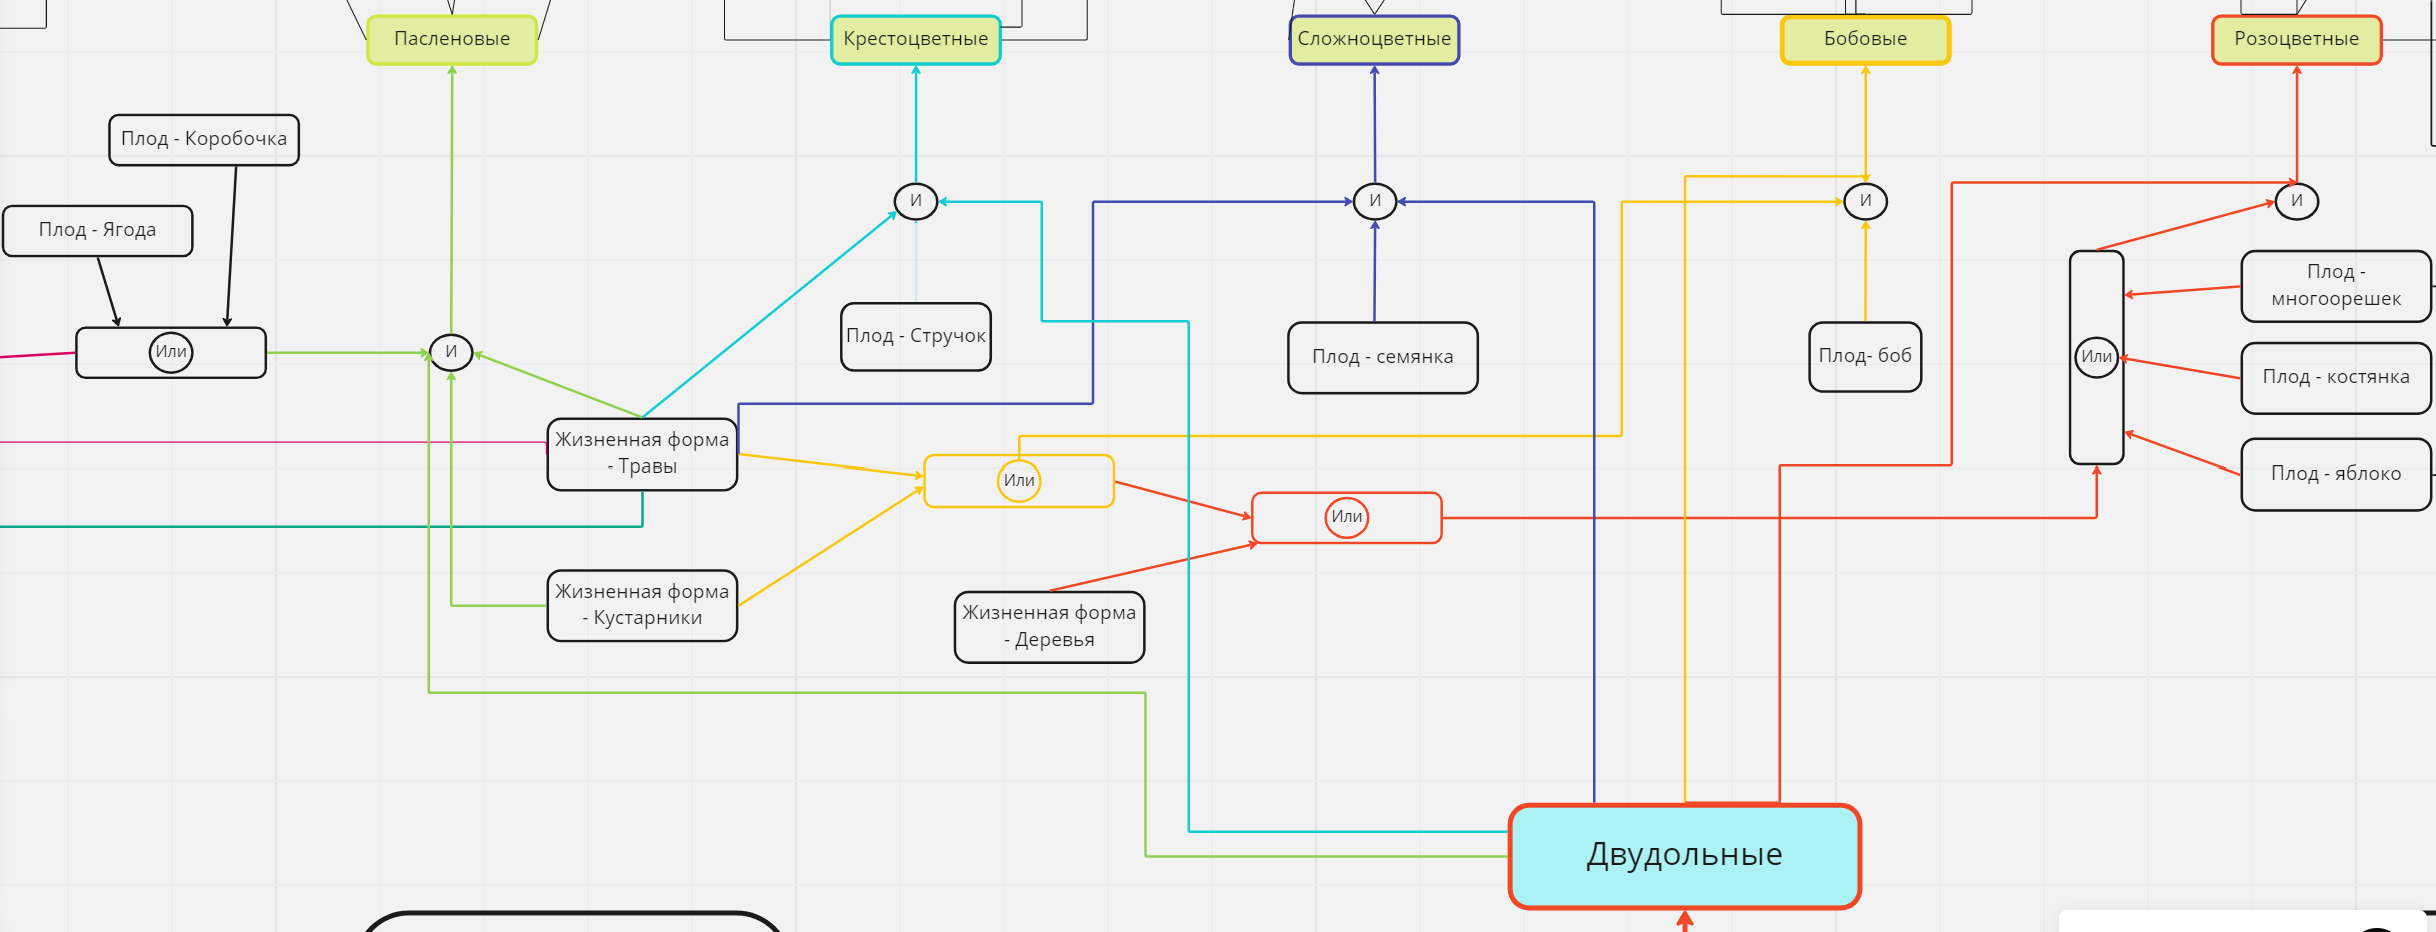 Пасленовые
Крестоцветные
Сложноцветные
Бобовые
Розоцветные
Плод - Коробочка
Плод - Ягода
Или
И
И
И
И
И
Плод - Стручок
Плод - семянка
Плод- боб
Или
Плод -
многоорешек
Плод - костянка
Плод - яблоко
Жизненная форма
- Травы
Или
Или
Жизненная форма
- Кустарники
Жизненная форма
- Деревья
Двудольные